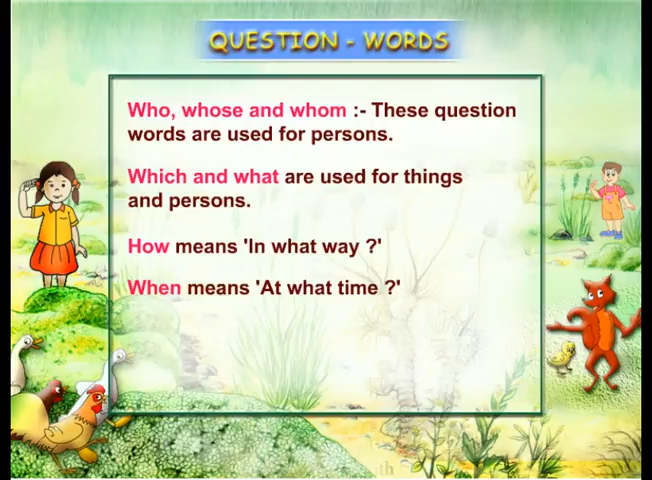 QUESTION - WORDS
Who, whose and whom :- These question
words are used for persons.
Which and what are used for things
and persons.
How means 'In what way ?'
When means 'At what time ?'